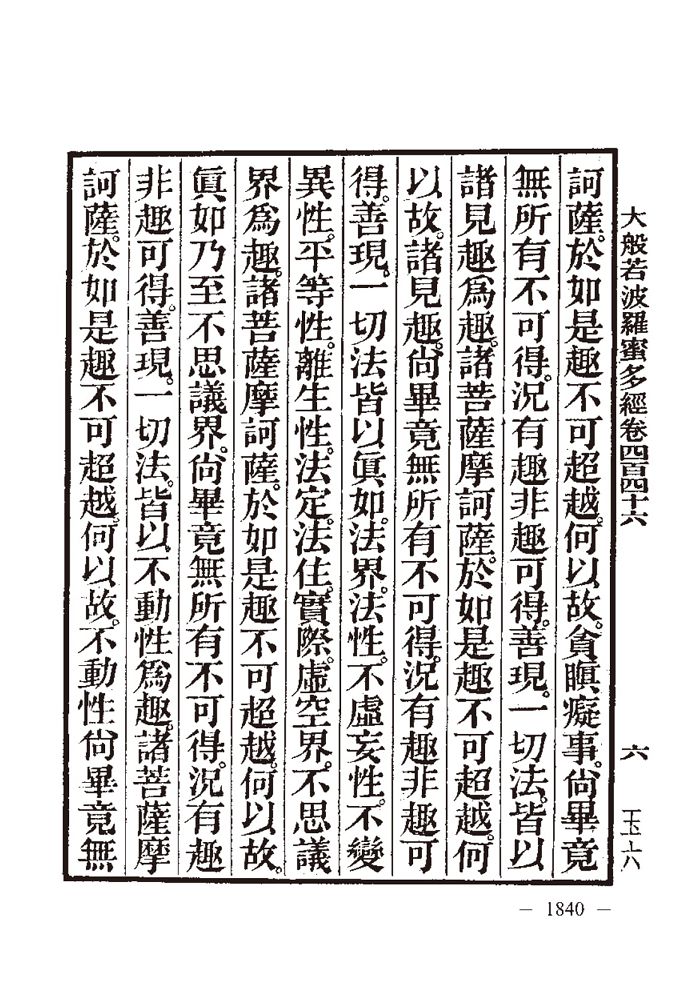 大般若波羅蜜多經卷四百四十六
六
玉六
訶薩。於如是趣不可超越。何以故。貪瞋癡事。尚畢竟
無所有不可得。況有趣非趣可得。善現。一切法。皆以
諸見趣爲趣。諸菩薩摩訶薩。於如是趣不可超越。何
以故。諸見趣。尚畢竟無所有不可得。況有趣非趣可
得。善現。一切法皆以眞如。法界。法性。不虛妄性。不變
異性。平等性。離生性。法定。法住。實際。虛空界。不思議
界爲趣。諸菩薩摩訶薩。於如是趣不可超越。何以故。
眞如乃至不思議界。尚畢竟無所有不可得。況有趣
非趣可得。善現。一切法。皆以不動性爲趣。諸菩薩摩
訶薩。於如是趣不可超越。何以故。不動性尚畢竟無
— 1840 —